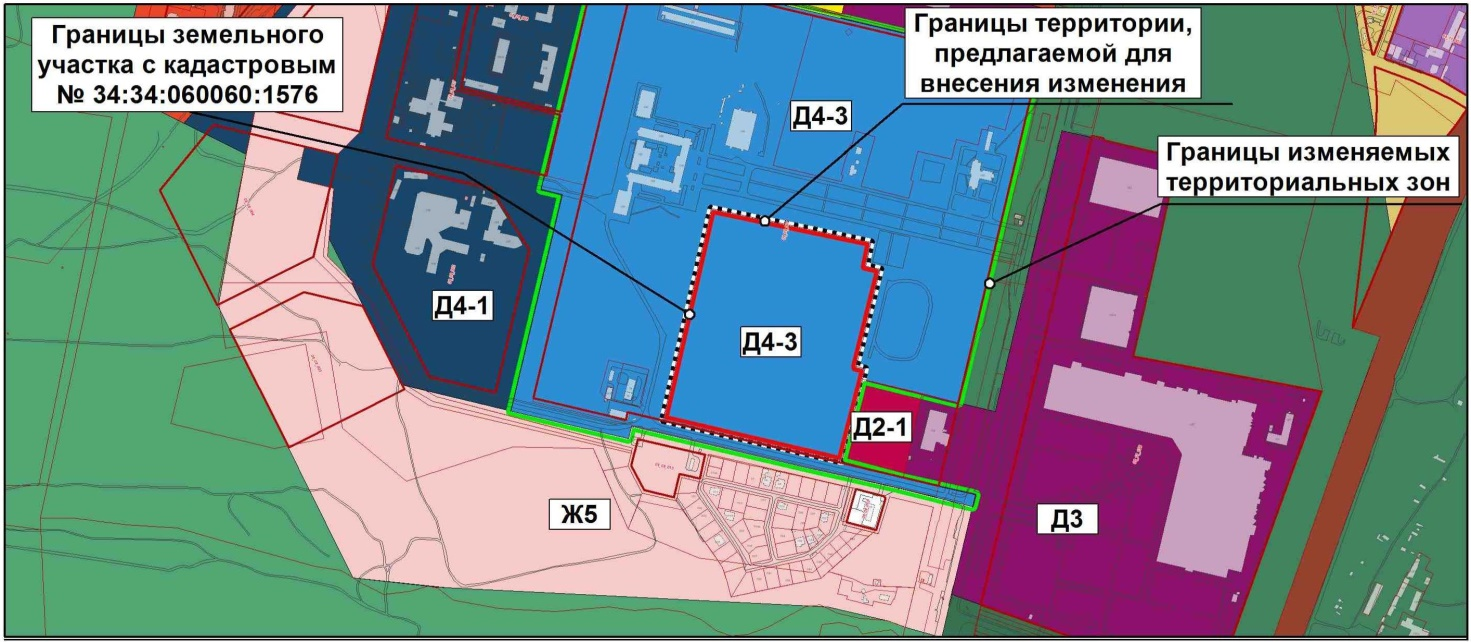 Границы земельного
участка с кадастровым
№ 34:34:060060:1576
Границы территории,
предлагаемой для
внесения изменения
Границы изменяемых
территориальных зон
Д4-3
Д4-1
Д4-3
Д2-1
Ж5
Д3